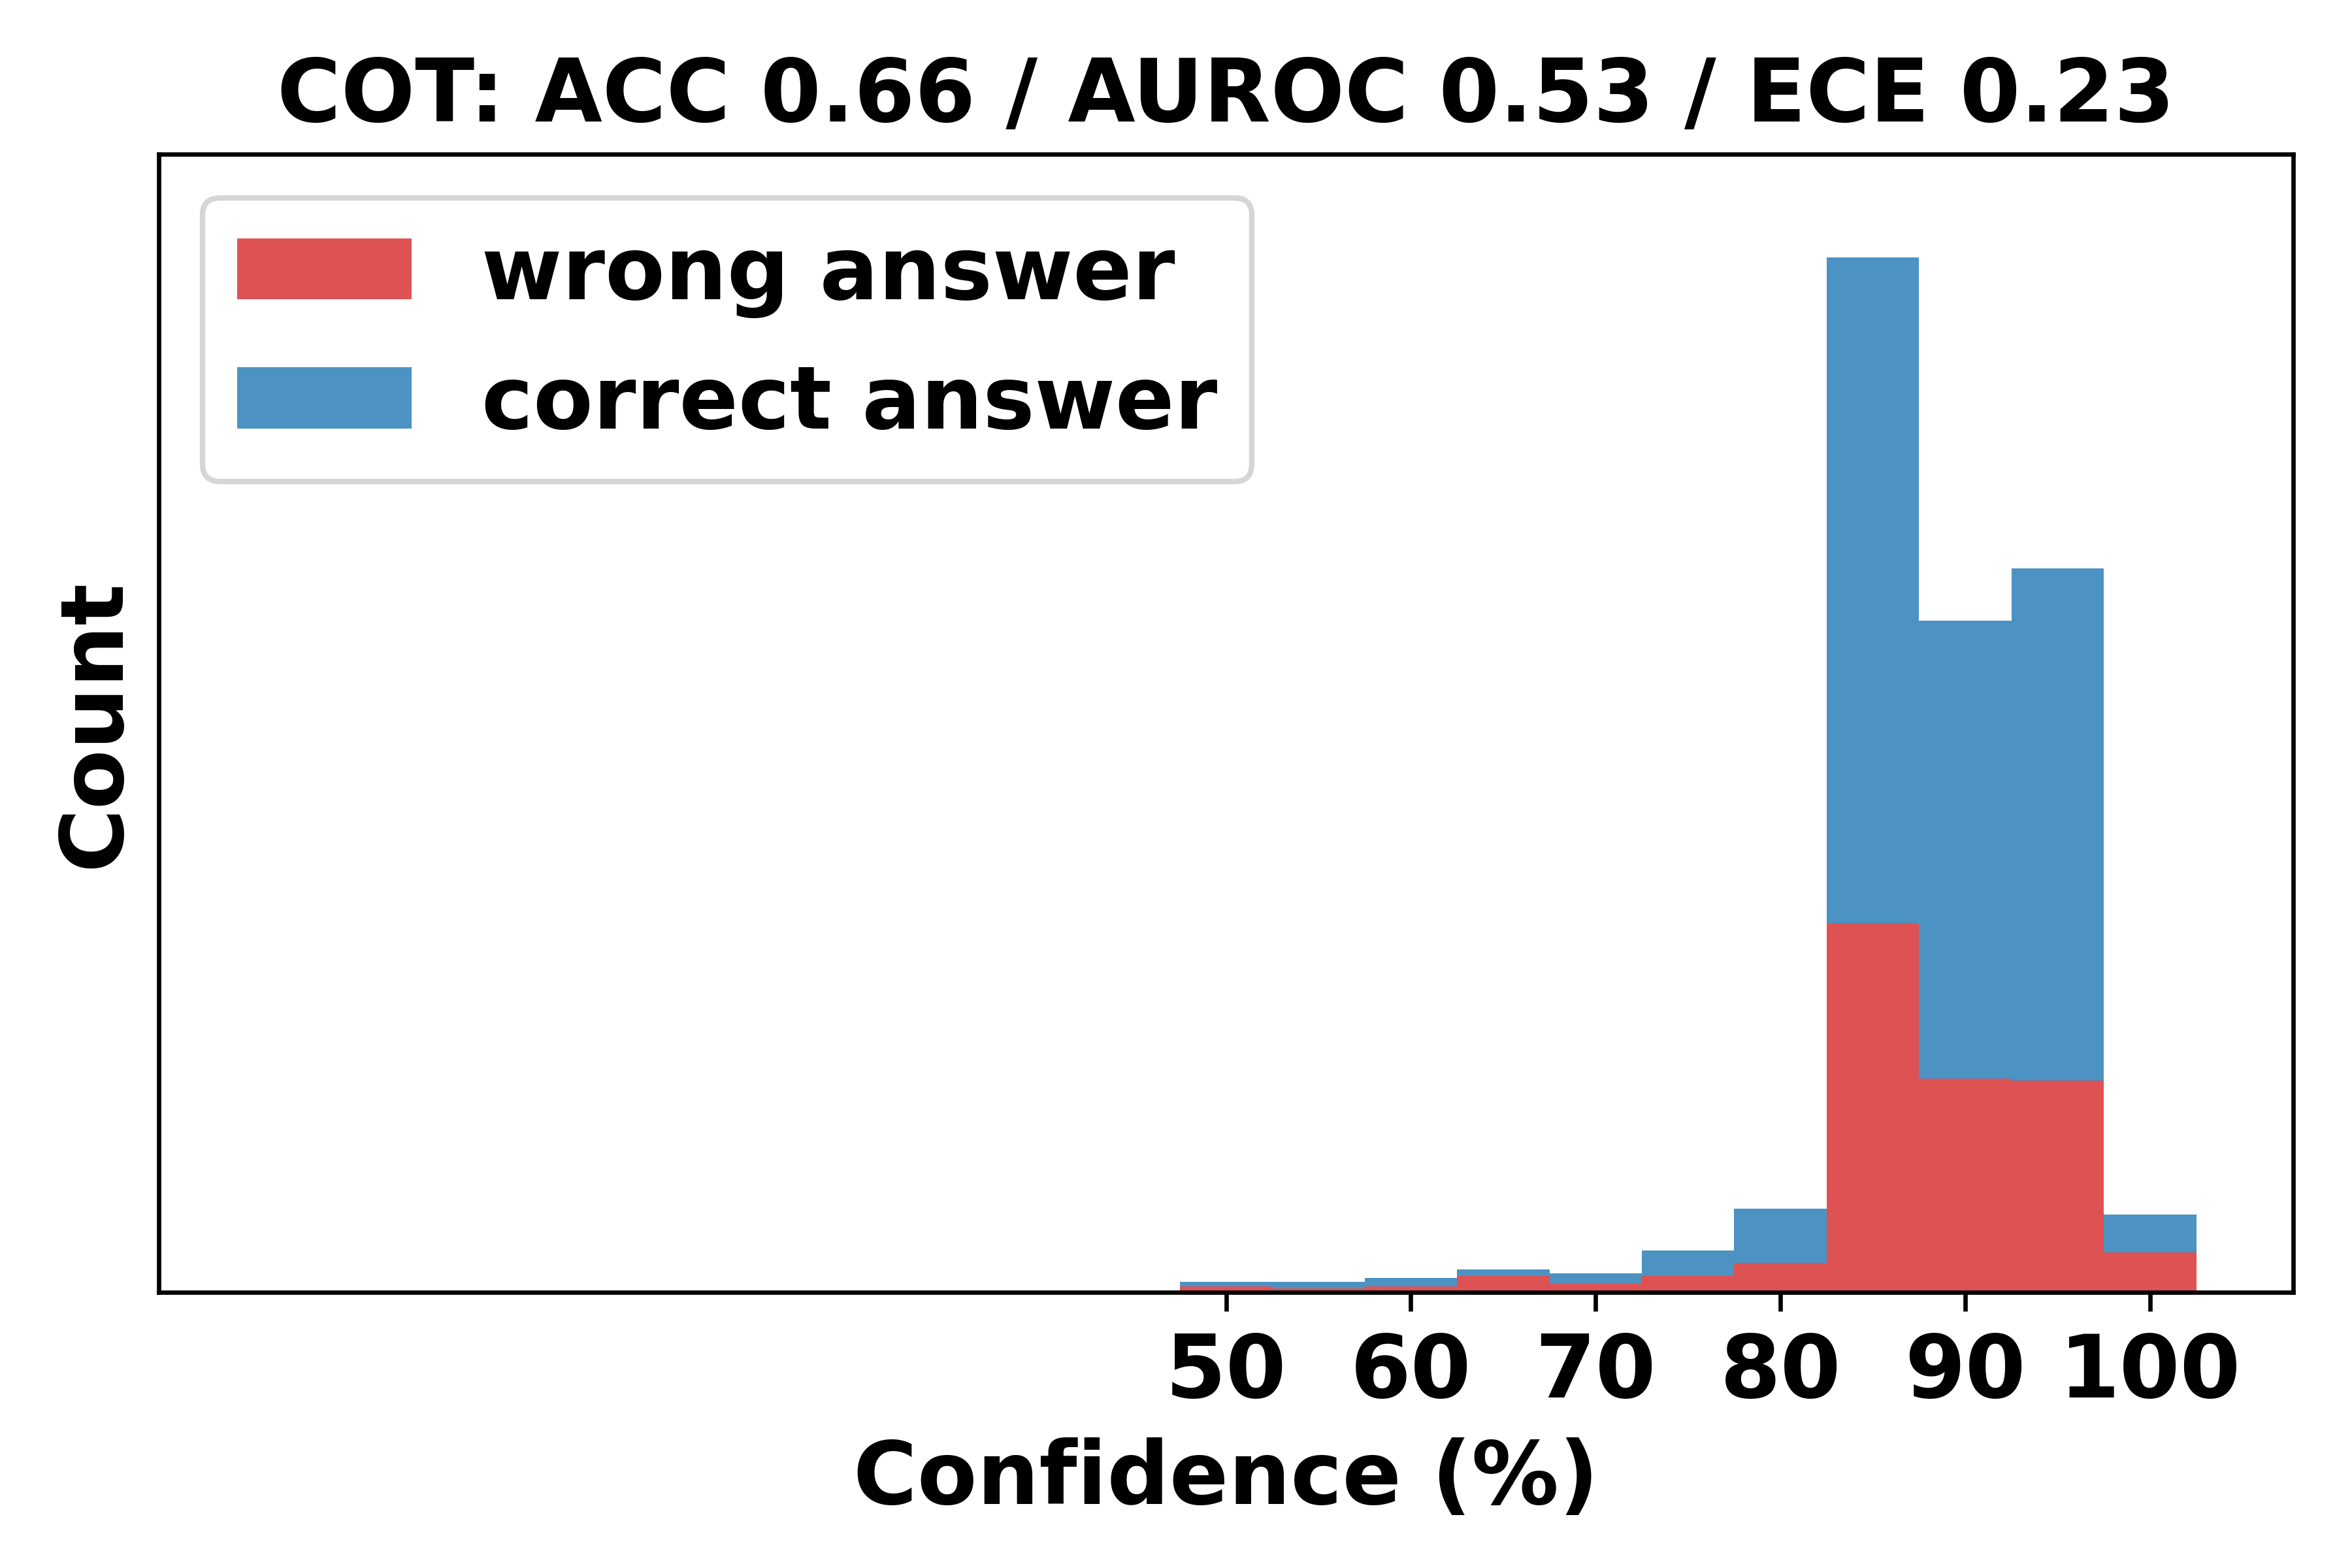 COT: ACC 0.66 / AUROC 0.53 / ECE 0.23
wrong answer
correct answer
Count
50 60 70 80 90 100
Confidence (%)